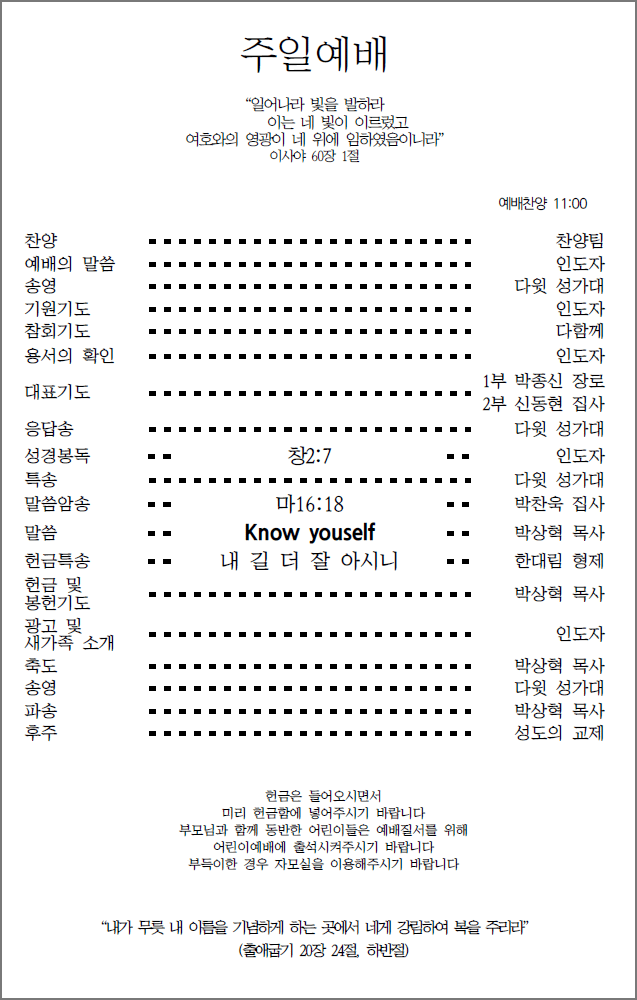 주일예배
“일어나라 빛을 발하라
이는 네 빛이 이르렀고
여호와의 영광이 네 위에 임하였음이니라”
이사야 60장 1절
예배찬양 11:00
찬양 찬양팀
예배의 말씀 인도자
송영 다윗 성가대
기원기도 인도자
참회기도 다함께
용서의 확인 인도자
대표기도 1부 박종신 장로
2부 신동현 집사
응답송 다윗 성가대
성경봉독 창2:7 인도자
특송 다윗 성가대
말씀암송 마16:18 박찬욱 집사
말씀 Know youself 박상혁 목사
헌금특송 내 길 더 잘 아시니 한대림 형제
헌금 및
봉헌기도 박상혁 목사
광고 및
새가족 소개 인도자
축도 박상혁 목사
송영 다윗 성가대
파송 박상혁 목사
후주 성도의 교제
헌금은 들어오시면서
미리 헌금함에 넣어주시기 바랍니다
부모님과 함께 동반한 어린이들은 예배질서를 위해
어린이예배에 출석시켜주시기 바랍니다
부득이한 경우 자모실을 이용해주시기 바랍니다
“내가 무릇 내 이름을 기념하게 하는 곳에서 네게 강림하여 복을 주리라”
(출애굽기 20장 24절, 하반절)